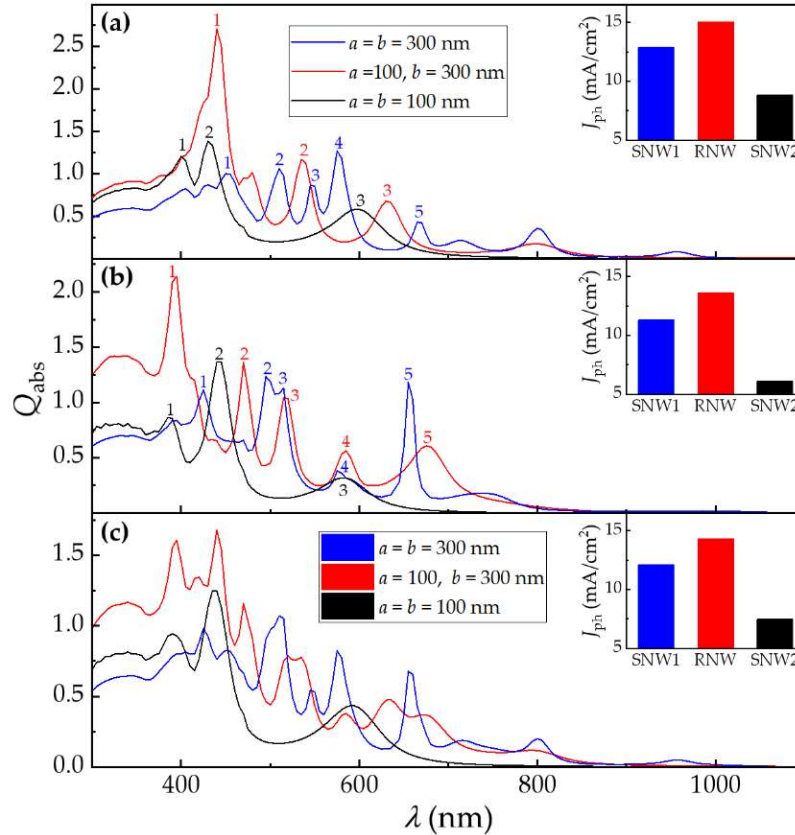 (a)
a = b = 300 nm
a =100, b = 300 nm
a = b = 100 nm
2.5
2.0
1.5
1.0
0.5
1
1
2
1
2
3
2
4
3
3
5
J_ph (mA/cm²)
15
10
5
SNW1 RNW SNW2
(b)
2.0
1.5
1.0
0.5
1
1
2
1
2
2
3
3
4
3
4
5
5
J_ph (mA/cm²)
15
10
5
SNW1 RNW SNW2
Q_abs
(c)
a = b = 300 nm
a = 100, b = 300 nm
a = b = 100 nm
1.5
1.0
0.5
0.0
J_ph (mA/cm²)
15
10
5
SNW1 RNW SNW2
400 600 800 1000
λ (nm)